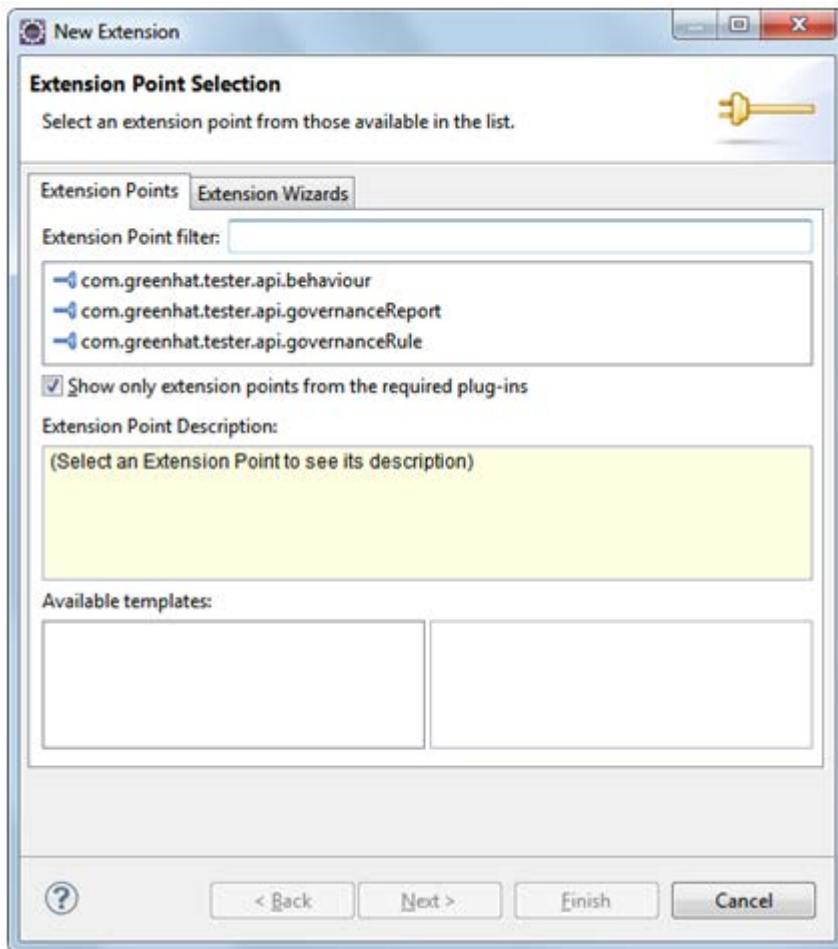 New Extension
Extension Point Selection
Select an extension point from those available in the list.
Extension Points
Extension Wizards
Extension Point filter:
com.greenhat.tester.api.behaviour
com.greenhat.tester.api.governanceReport
com.greenhat.tester.api.governanceRule
Show only extension points from the required plug-ins
Extension Point Description:
(Select an Extension Point to see its description)
Available templates:
?
< Back
Next >
Finish
Cancel